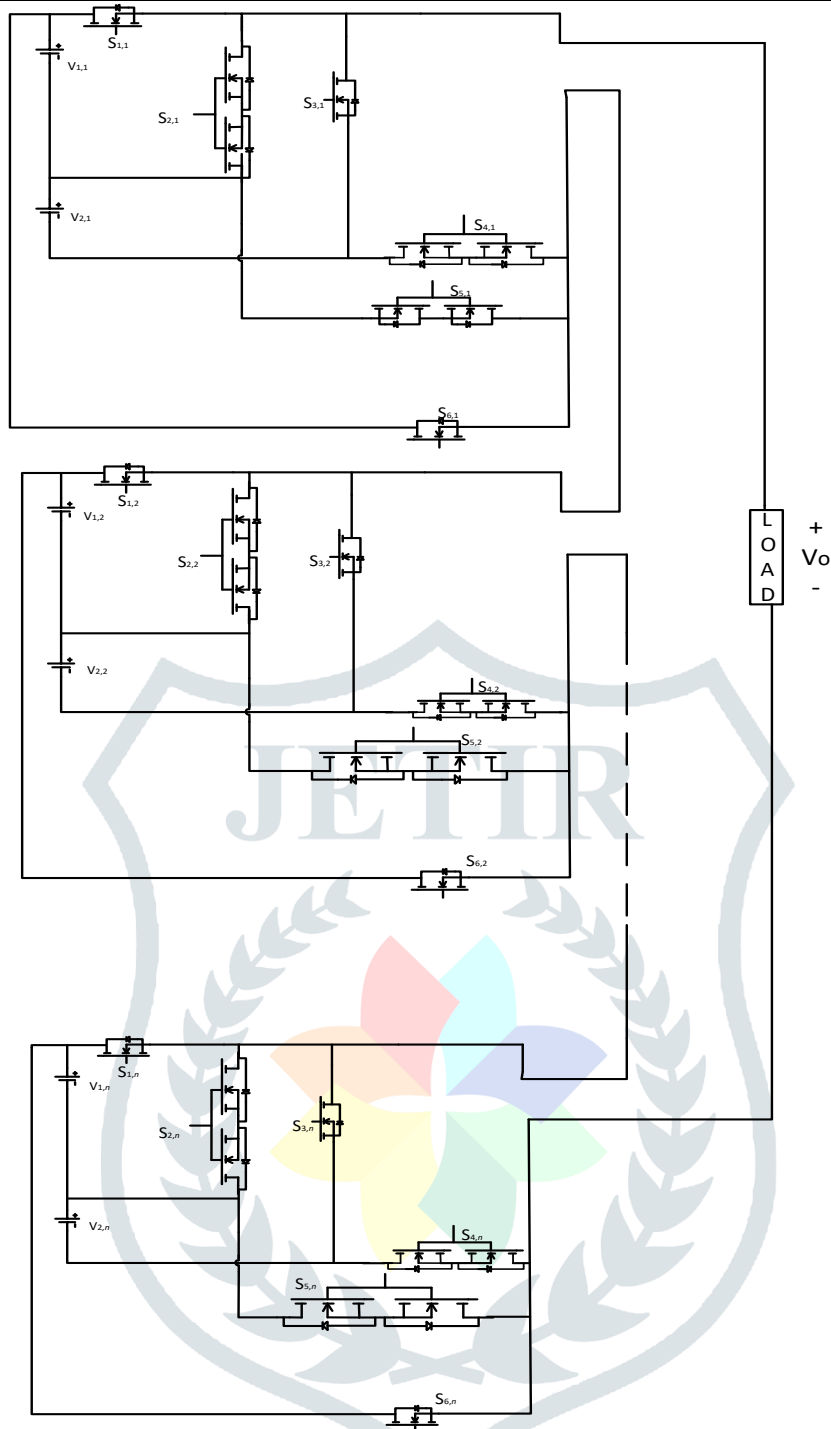 S1,1
V1,1
S2,1
S3,1
V2,1
S4,1
S5,1
S6,1
S1,2
V1,2
S2,2
S3,2
V2,2
S4,2
S5,2
S6,2
LOAD
+
Vo
-
JETIR
S1,n
V1,n
S2,n
S3,n
V2,n
S4,n
S5,n
S6,n